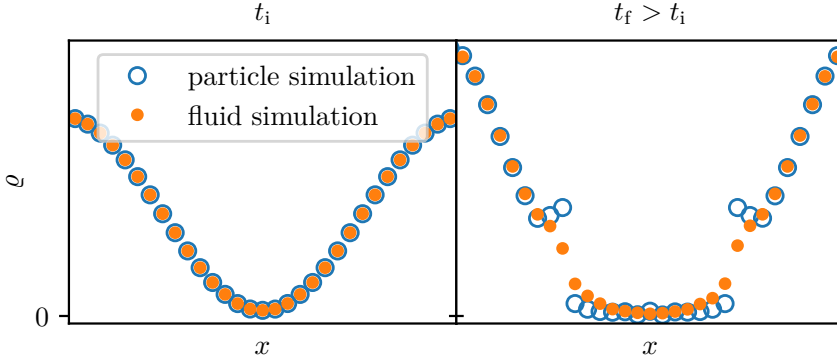 t_i
t_f > t_i
particle simulation
fluid simulation
ϱ
0
x
x